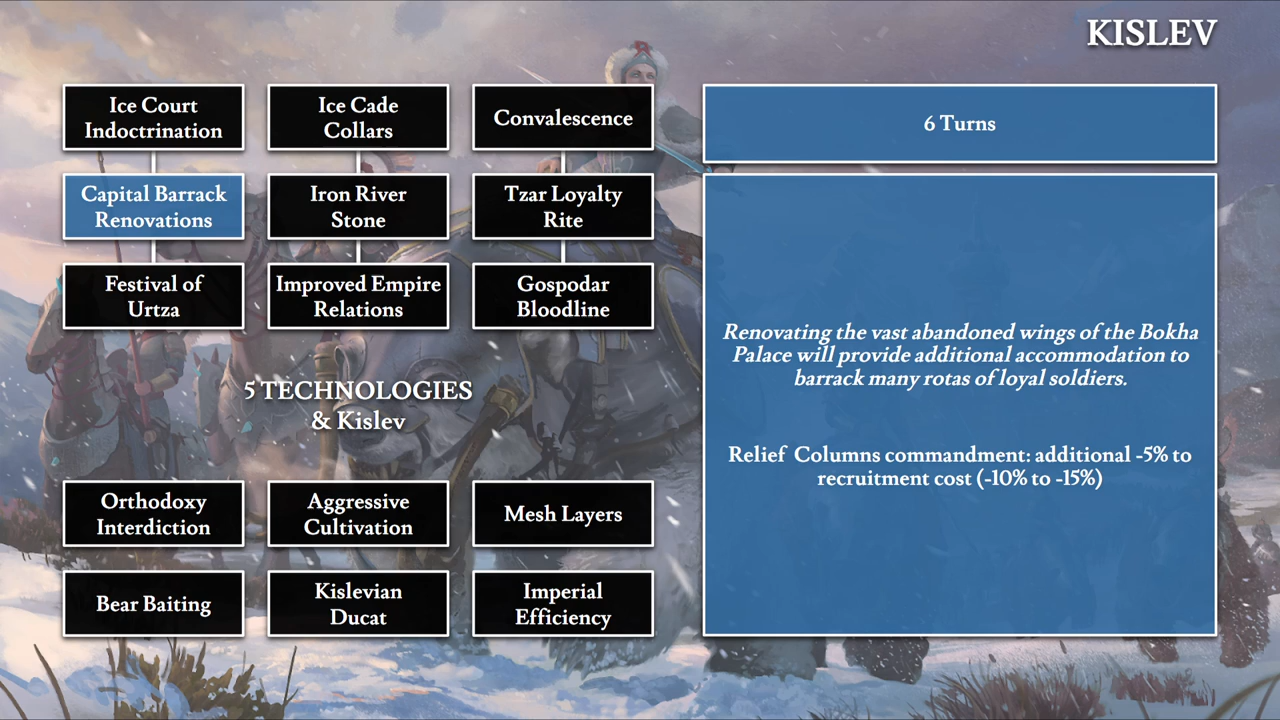 KISLEV
Ice Court
Indoctrination
Ice Cade
Collars
Convalescence
6 Turns
Capital Barrack
Renovations
Iron River
Stone
Tzar Loyalty
Rite
Festival of
Urtza
Improved Empire
Relations
Gospodar
Bloodline
Renovating the vast abandoned wings of the Bokha
Palace will provide additional accommodation to
barrack many rotas of loyal soldiers.
5 TECHNOLOGIES
& Kislev
Relief Columns commandment: additional -5% to
recruitment cost (-10% to -15%)
Orthodoxy
Interdiction
Aggressive
Cultivation
Mesh Layers
Bear Baiting
Kislevian
Ducat
Imperial
Efficiency